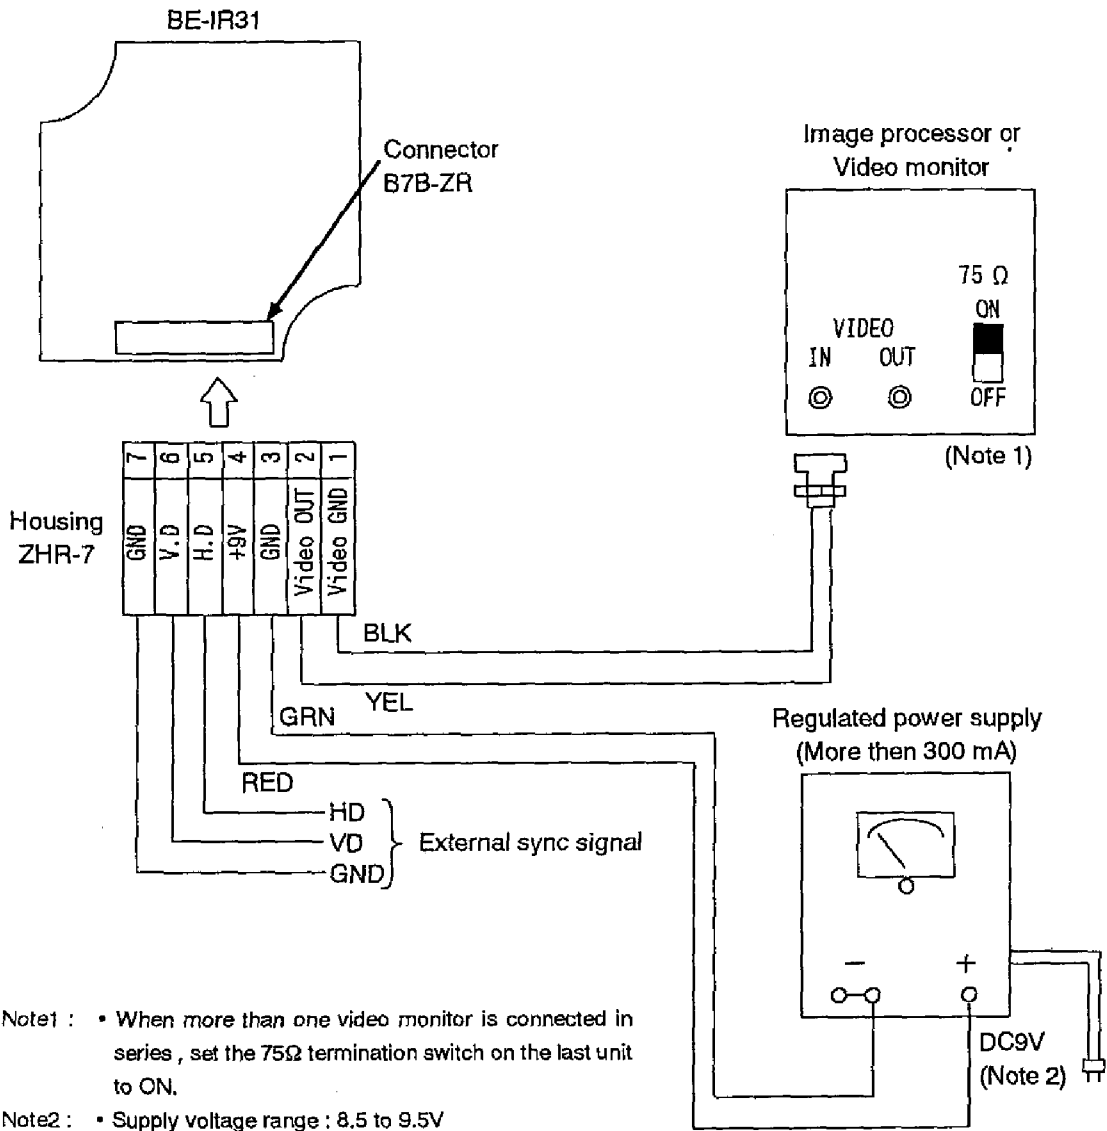 BE-IR31
Connector
B7B-ZR
Image processor or
Video monitor
75 Ω
ON
VIDEO
IN OUT
OFF
(Note 1)
7 6 5 4 3 2 1
GND V.D H.D +9V GND Video OUT Video GND
Housing
ZHR-7
BLK
YEL
GRN
RED
HD
VD
GND
External sync signal
Regulated power supply
(More then 300 mA)
− +
DC9V
(Note 2)
Note1 : • When more than one video monitor is connected in
series , set the 75Ω termination switch on the last unit
to ON.
Note2 : • Supply voltage range : 8.5 to 9.5V